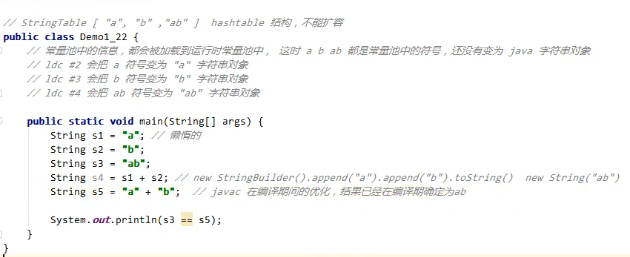 // StringTable [ "a", "b" ,"ab" ]  hashtable 结构，不能扩容
public class Demo1_22 {
// 常量池中的信息，都会被加载到运行时常量池中， 这时 a b ab 都是常量池中的符号，还没有变为 java 字符串对象
// ldc #2 会把 a 符号变为 "a" 字符串对象
// ldc #3 会把 b 符号变为 "b" 字符串对象
// ldc #4 会把 ab 符号变为 "ab" 字符串对象
public static void main(String[] args) {
String s1 = "a"; // 懒惰的
String s2 = "b";
String s3 = "ab";
String s4 = s1 + s2; // new StringBuilder().append("a").append("b").toString()  new String("ab")
String s5 = "a" + "b";  // javac 在编译期间的优化，结果已经在编译期确定为ab
System.out.println(s3 == s5);
}
}